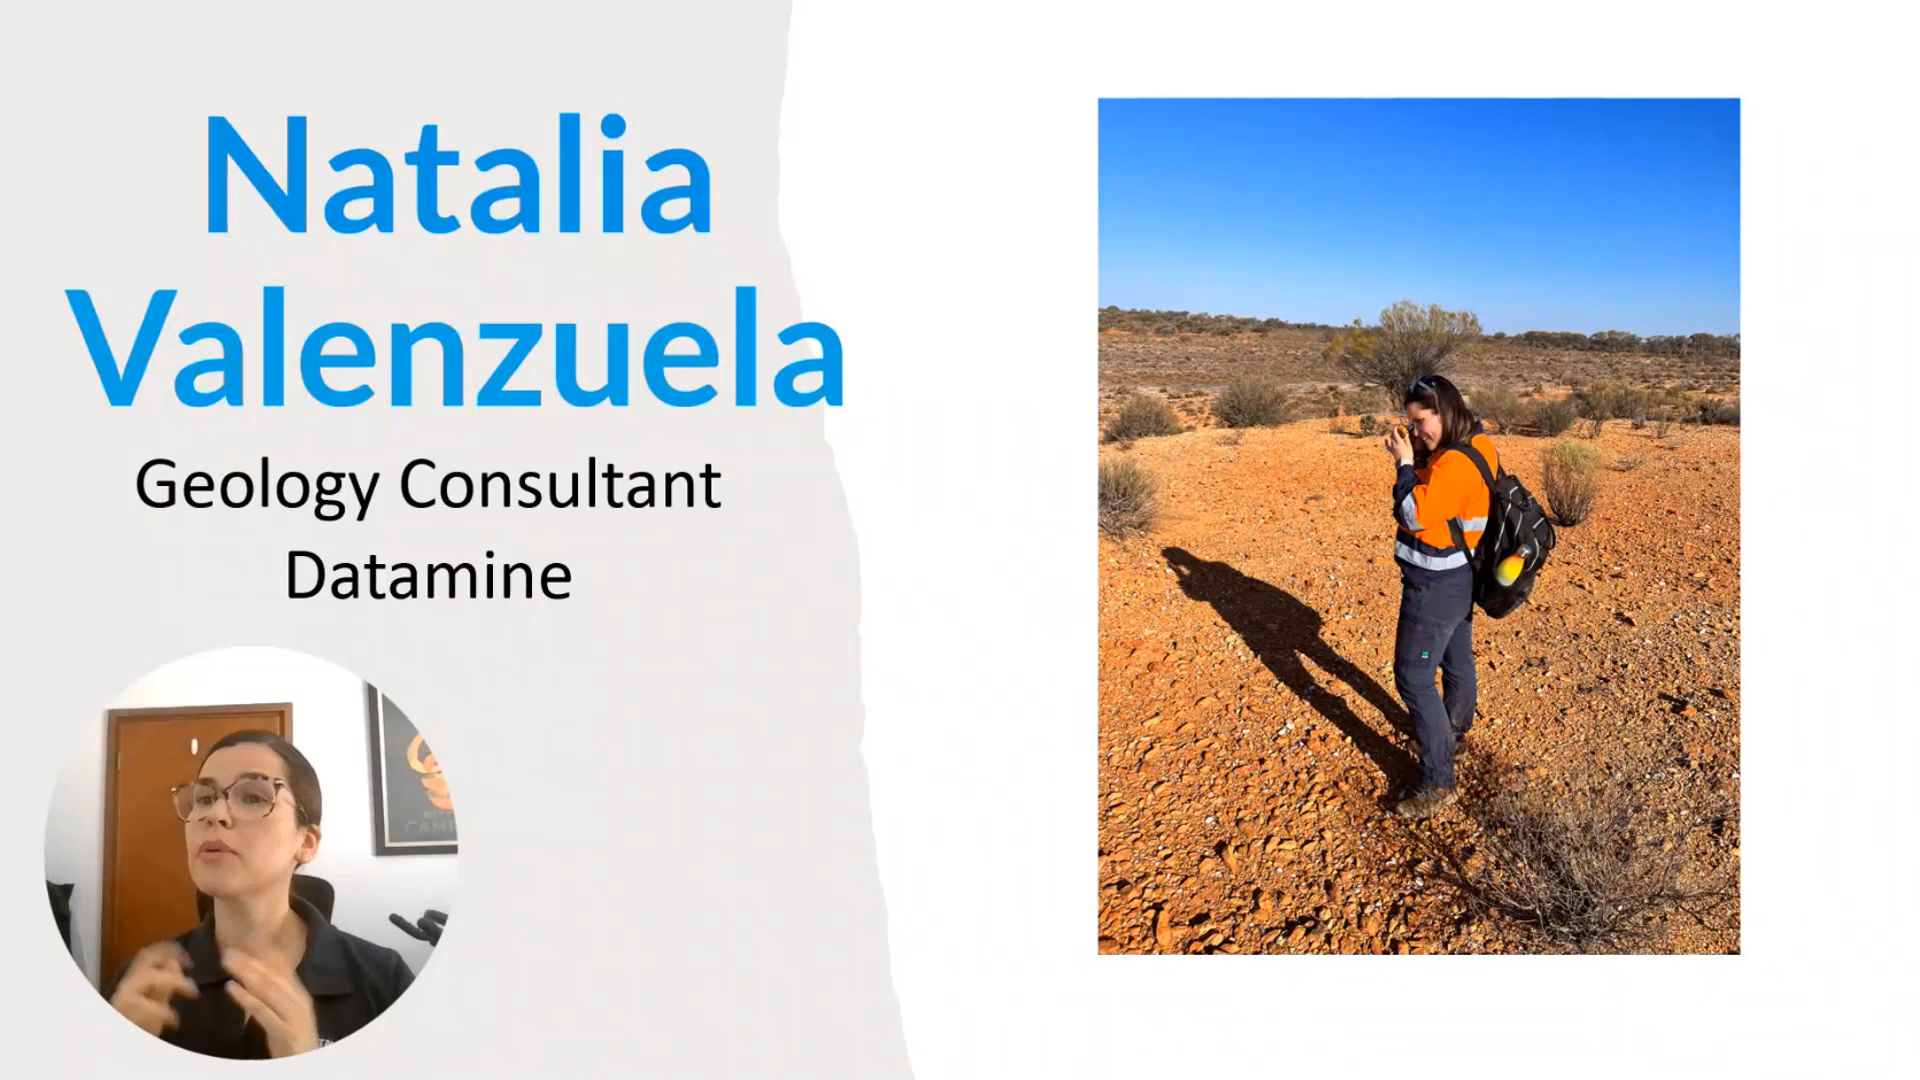 Natalia
Valenzuela
Geology Consultant
Datamine